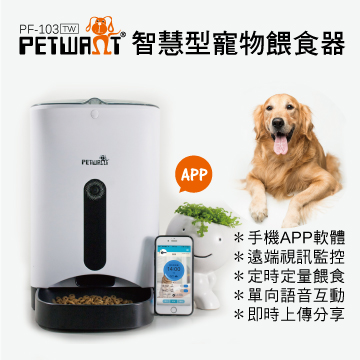 PF-103 TW
PETWANT® 智慧型寵物餵食器
PETWANT
APP
14:00
＊手機APP軟體
＊遠端視訊監控
＊定時定量餵食
＊單向語音互動
＊即時上傳分享